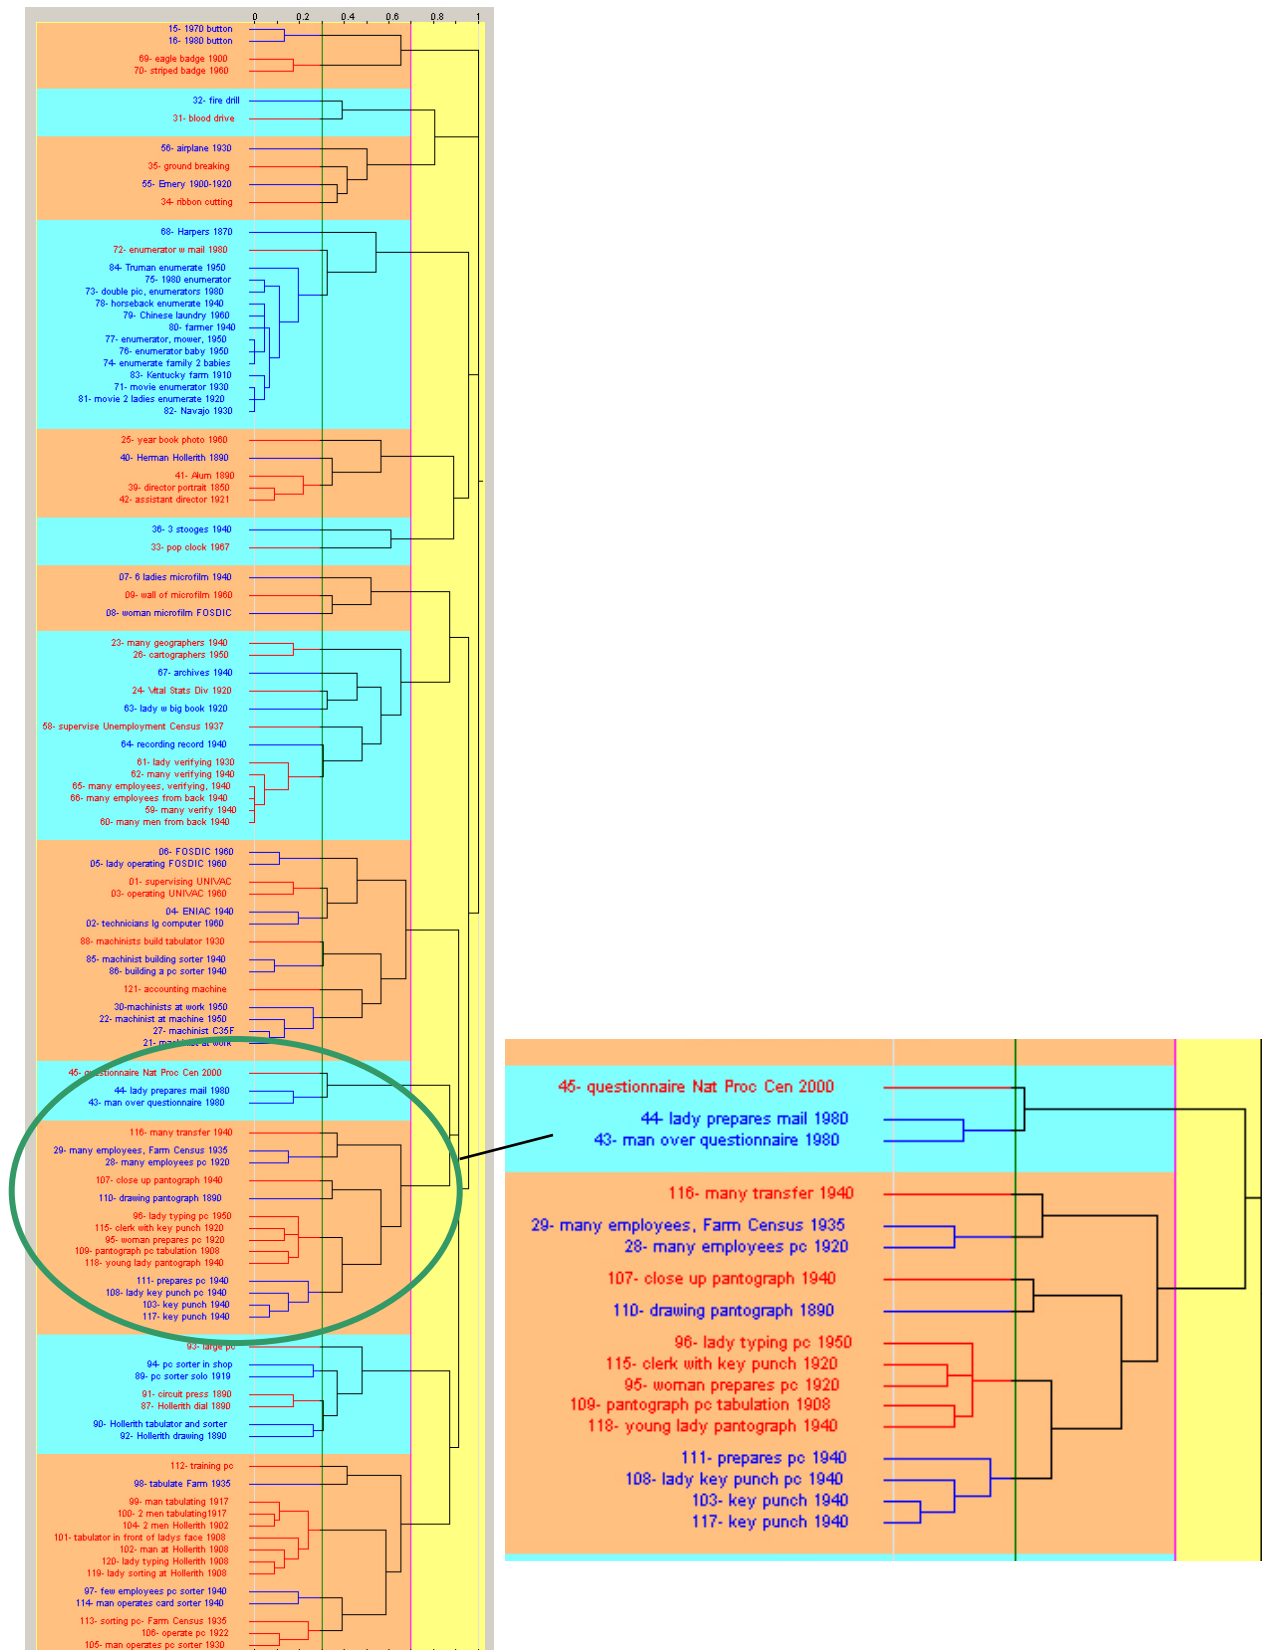 0 0.2 0.4 0.6 0.8 1
15- 1970 button
16- 1980 button
69- eagle badge 1900
70- striped badge 1960
32- fire drill
31- blood drive
56- airplane 1930
35- ground breaking
55- Emery 1900-1920
34- ribbon cutting
68- Harpers 1870
72- enumerator w mail 1980
84- Truman enumerate 1950
75- 1980 enumerator
73- double pic, enumerators 1980
78- horseback enumerate 1940
79- Chinese laundry 1960
80- farmer 1940
77- enumerator, mower, 1950
76- enumerator baby 1950
74- enumerate family 2 babies
83- Kentucky farm 1910
71- movie enumerator 1930
81- movie 2 ladies enumerate 1920
82- Navajo 1930
25- year book photo 1960
40- Herman Hollerith 1890
41- Alum 1890
39- director portrait 1850
42- assistant director 1921
36- 3 stooges 1940
33- pop clock 1967
07- 6 ladies microfilm 1940
09- wall of microfilm 1960
08- woman microfilm FOSDIC
23- many geographers 1940
26- cartographers 1950
67- archives 1940
24- Vital Stats Div 1920
63- lady w big book 1920
58- supervise Unemployment Census 1937
64- recording record 1940
61- lady verifying 1930
62- many verifying 1940
65- many employees, verifying, 1940
66- many employees from back 1940
59- many verify 1940
60- many men from back 1940
06- FOSDIC 1960
05- lady operating FOSDIC 1960
01- supervising UNIVAC
03- operating UNIVAC 1960
04- ENIAC 1940
02- technicians lg computer 1960
88- machinists build tabulator 1930
85- machinist building sorter 1940
86- building a pc sorter 1940
121- accounting machine
30-machinists at work 1950
22- machinist at machine 1950
27- machinist C35F
21- machinist at work
45- questionnaire Nat Proc Cen 2000
44- lady prepares mail 1980
43- man over questionnaire 1980
116- many transfer 1940
29- many employees, Farm Census 1935
28- many employees pc 1920
107- close up pantograph 1940
110- drawing pantograph 1890
96- lady typing pc 1950
115- clerk with key punch 1920
95- woman prepares pc 1920
109- pantograph pc tabulation 1908
118- young lady pantograph 1940
111- prepares pc 1940
108- lady key punch pc 1940
103- key punch 1940
117- key punch 1940
93- large pc
94- pc sorter in shop
89- pc sorter solo 1919
91- circuit press 1890
87- Hollerith dial 1890
90- Hollerith tabulator and sorter
92- Hollerith drawing 1890
112- training pc
98- tabulate Farm 1935
99- man tabulating 1917
100- 2 men tabulating1917
104- 2 men Hollerith 1902
101- tabulator in front of ladys face 1908
102- man at Hollerith 1908
120- lady typing Hollerith 1908
119- lady sorting at Hollerith 1908
97- few employees pc sorter 1940
114- man operates card sorter 1940
113- sorting pc- Farm Census 1935
106- operate pc 1922
105- man operates pc sorter 1930
45- questionnaire Nat Proc Cen 2000
44- lady prepares mail 1980
43- man over questionnaire 1980
116- many transfer 1940
29- many employees, Farm Census 1935
28- many employees pc 1920
107- close up pantograph 1940
110- drawing pantograph 1890
96- lady typing pc 1950
115- clerk with key punch 1920
95- woman prepares pc 1920
109- pantograph pc tabulation 1908
118- young lady pantograph 1940
111- prepares pc 1940
108- lady key punch pc 1940
103- key punch 1940
117- key punch 1940